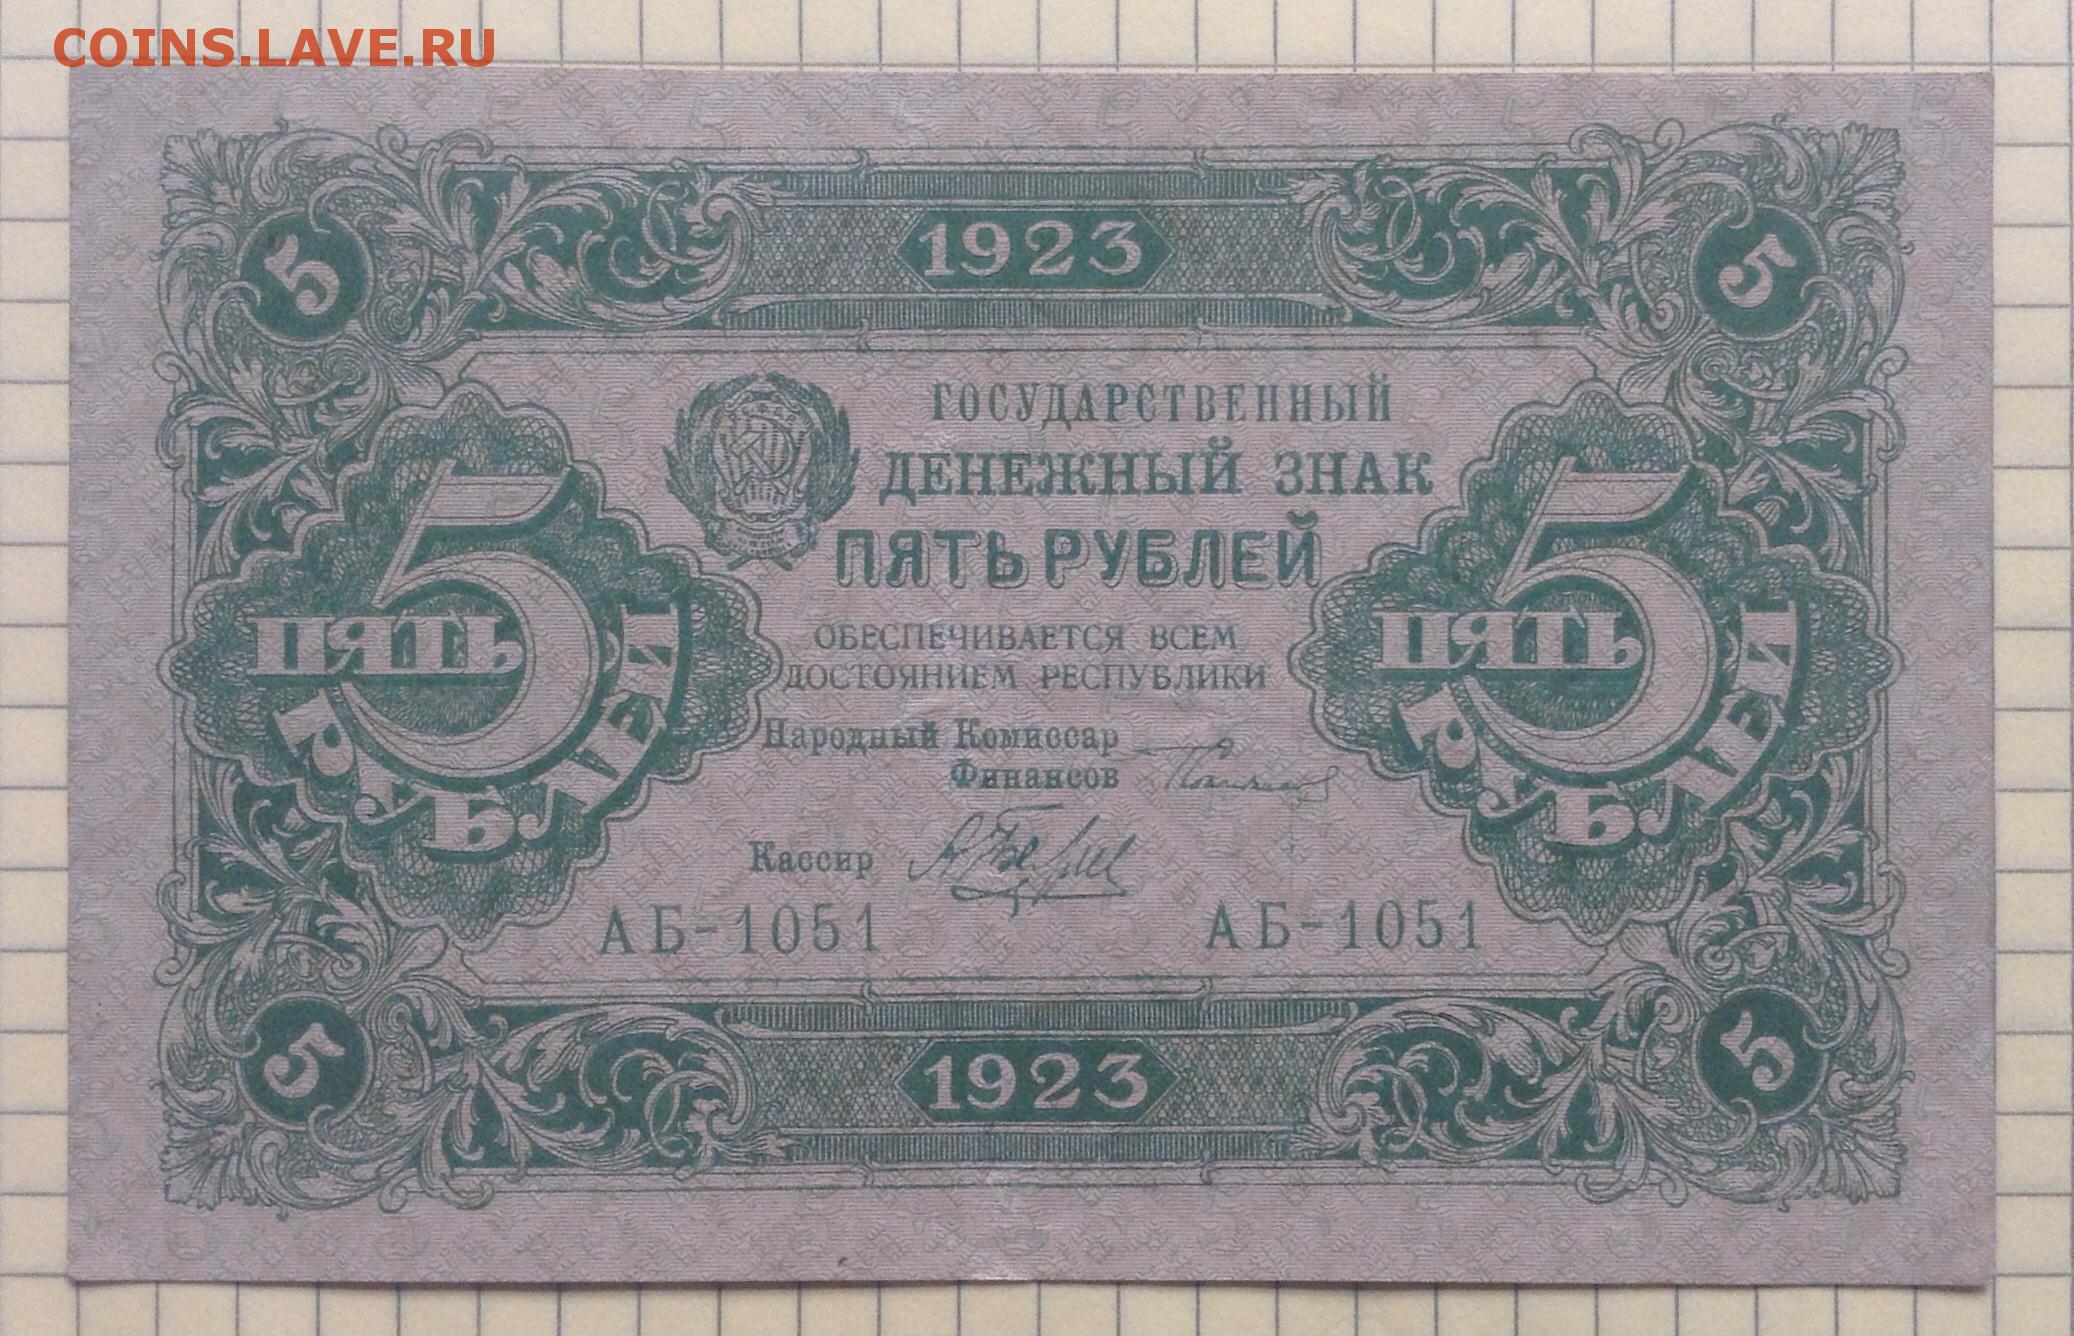 COINS.LAVE.RU
1923
5 5
ГОСУДАРСТВЕННЫЙ
ДЕНЕЖНЫЙ ЗНАК
ПЯТЬ РУБЛЕЙ
ОБЕСПЕЧИВАЕТСЯ ВСЕМ
ДОСТОЯНИЕМ РЕСПУБЛИКИ
5 ПЯТЬ РУБЛЕЙ
5 ПЯТЬ РУБЛЕЙ
Народный Комиссар
Финансов
Кассир
АБ-1051 АБ-1051
5 5
1923